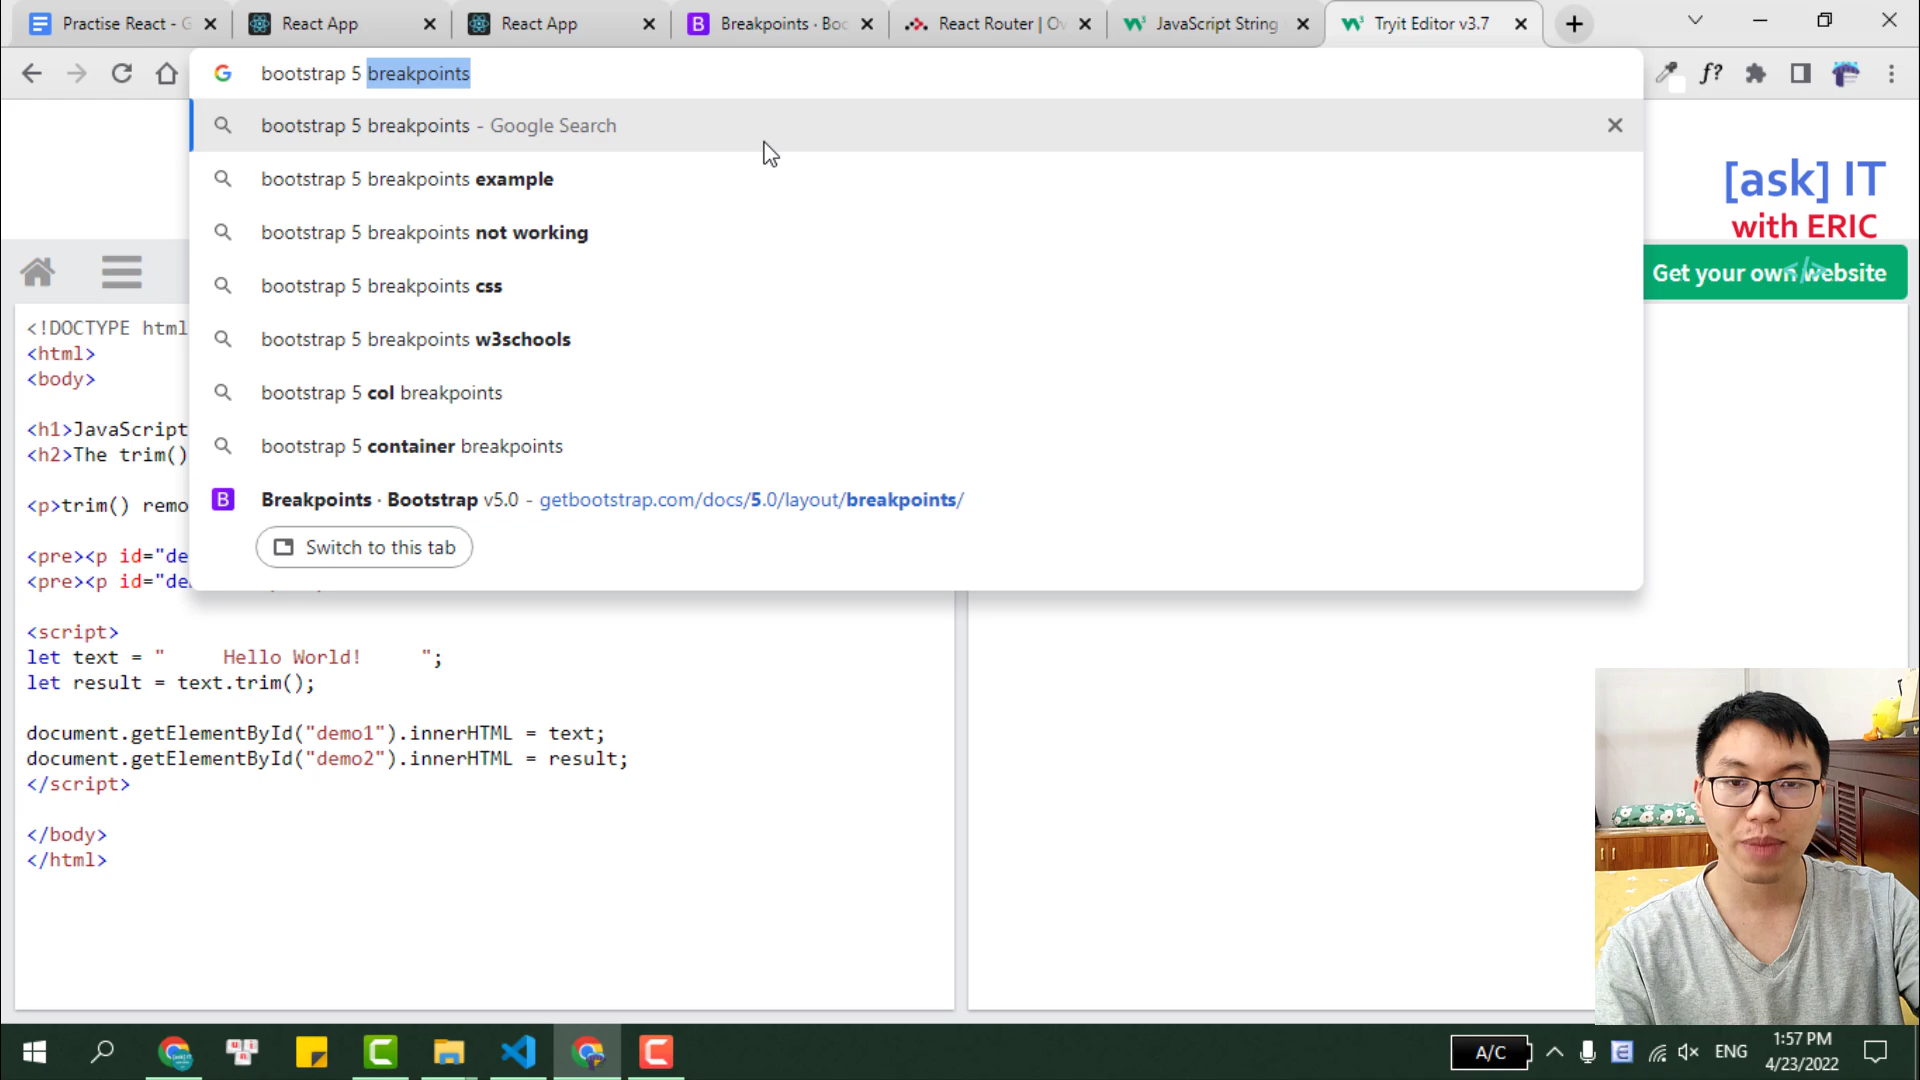 Practise React - G
React App
React App
Breakpoints · Boo
React Router | Ov
JavaScript String
Tryit Editor v3.7
bootstrap 5 breakpoints
f?
bootstrap 5 breakpoints - Google Search
bootstrap 5 breakpoints example
bootstrap 5 breakpoints not working
bootstrap 5 breakpoints css
bootstrap 5 breakpoints w3schools
bootstrap 5 col breakpoints
bootstrap 5 container breakpoints
B Breakpoints · Bootstrap v5.0 - getbootstrap.com/docs/5.0/layout/breakpoints/
Switch to this tab
[ask] IT
with ERIC
Get your own website
<!DOCTYPE html
<html>
<body>
<h1>JavaScript
<h2>The trim()
<p>trim() remo
<pre><p id="de
<pre><p id="de
<script>
let text = "     Hello World!     ";
let result = text.trim();
document.getElementById("demo1").innerHTML = text;
document.getElementById("demo2").innerHTML = result;
</script>
</body>
</html>
A/C
ENG
1:57 PM
4/23/2022